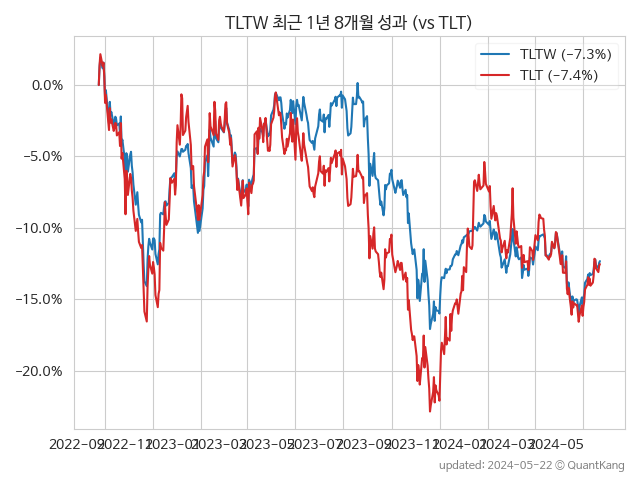 TLTW 최근 1년 8개월 성과 (vs TLT)
TLTW (−7.3%)
TLT (−7.4%)
0.0%
−5.0%
−10.0%
−15.0%
−20.0%
2022-09 2022-11 2023-01 2023-03 2023-05 2023-07 2023-09 2023-11 2024-01 2024-03 2024-05
updated: 2024-05-22 © QuantKang